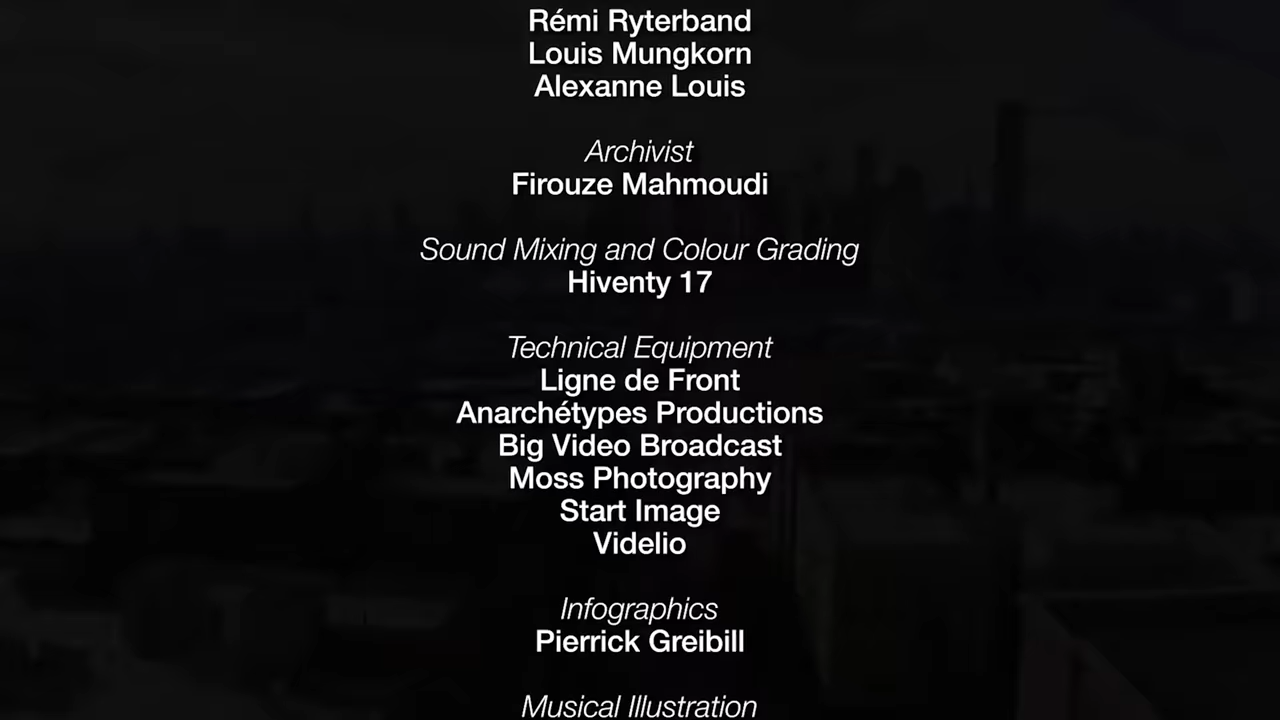 Rémi Ryterband
Louis Mungkorn
Alexanne Louis
Archivist
Firouze Mahmoudi
Sound Mixing and Colour Grading
Hiventy 17
Technical Equipment
Ligne de Front
Anarchétypes Productions
Big Video Broadcast
Moss Photography
Start Image
Videlio
Infographics
Pierrick Greibill
Musical Illustration